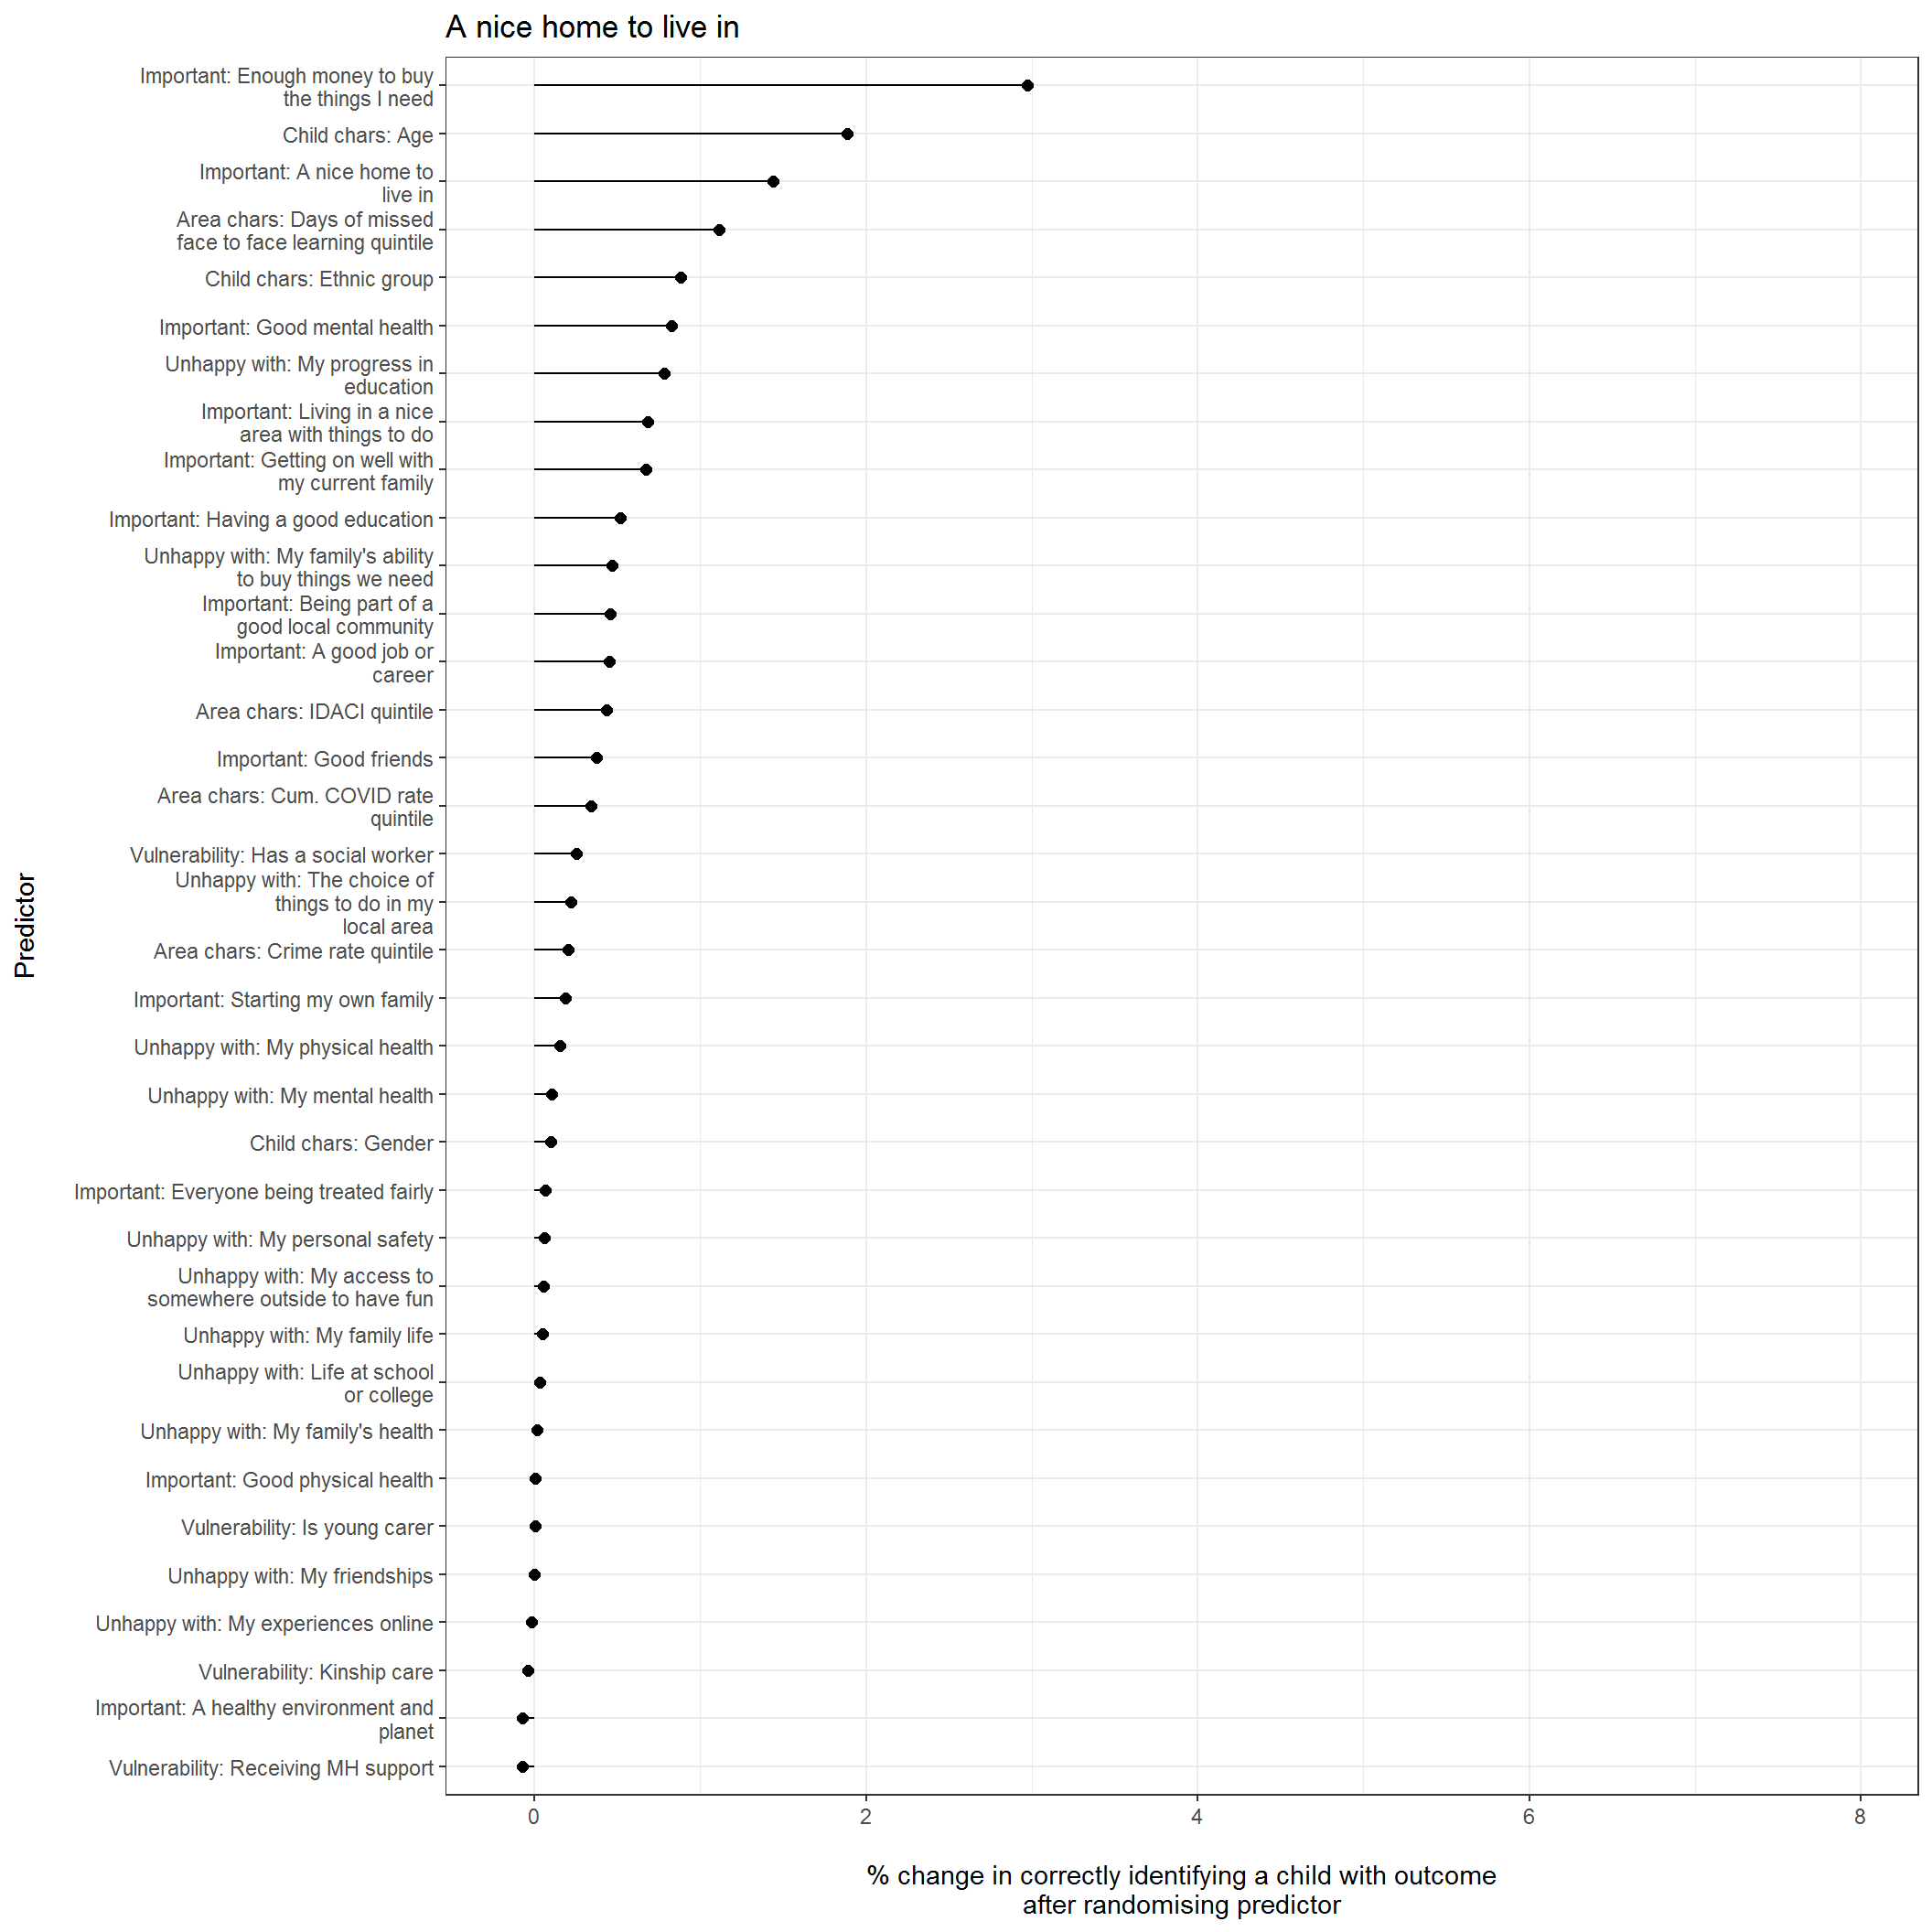 A nice home to live in
Important: Enough money to buy
the things I need
Child chars: Age
Important: A nice home to
live in
Area chars: Days of missed
face to face learning quintile
Child chars: Ethnic group
Important: Good mental health
Unhappy with: My progress in
education
Important: Living in a nice
area with things to do
Important: Getting on well with
my current family
Important: Having a good education
Unhappy with: My family's ability
to buy things we need
Important: Being part of a
good local community
Important: A good job or
career
Area chars: IDACI quintile
Important: Good friends
Area chars: Cum. COVID rate
quintile
Vulnerability: Has a social worker
Unhappy with: The choice of
things to do in my
local area
Area chars: Crime rate quintile
Important: Starting my own family
Unhappy with: My physical health
Unhappy with: My mental health
Child chars: Gender
Important: Everyone being treated fairly
Unhappy with: My personal safety
Unhappy with: My access to
somewhere outside to have fun
Unhappy with: My family life
Unhappy with: Life at school
or college
Unhappy with: My family's health
Important: Good physical health
Vulnerability: Is young carer
Unhappy with: My friendships
Unhappy with: My experiences online
Vulnerability: Kinship care
Important: A healthy environment and
planet
Vulnerability: Receiving MH support
Predictor
0 2 4 6 8
% change in correctly identifying a child with outcome
after randomising predictor